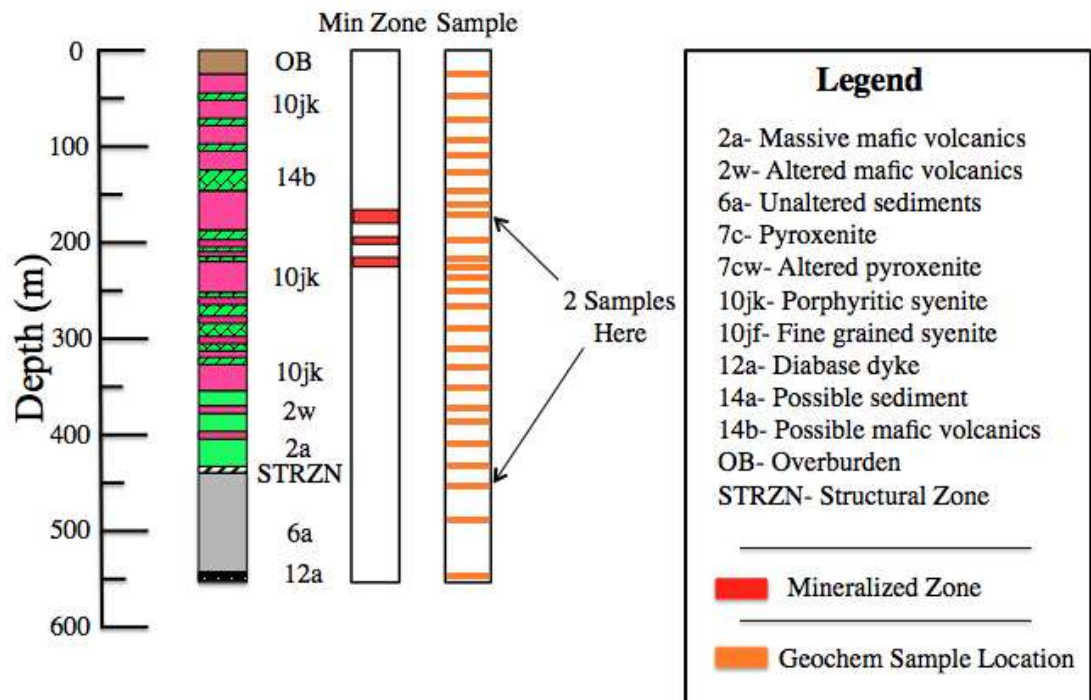 Min Zone Sample
0
100
200
300
400
500
600
Depth (m)
OB
10jk
14b
10jk
10jk
2w
2a
STRZN
6a
12a
2 Samples
Here
Legend
2a- Massive mafic volcanics
2w- Altered mafic volcanics
6a- Unaltered sediments
7c- Pyroxenite
7cw- Altered pyroxenite
10jk- Porphyritic syenite
10jf- Fine grained syenite
12a- Diabase dyke
14a- Possible sediment
14b- Possible mafic volcanics
OB- Overburden
STRZN- Structural Zone
Mineralized Zone
Geochem Sample Location